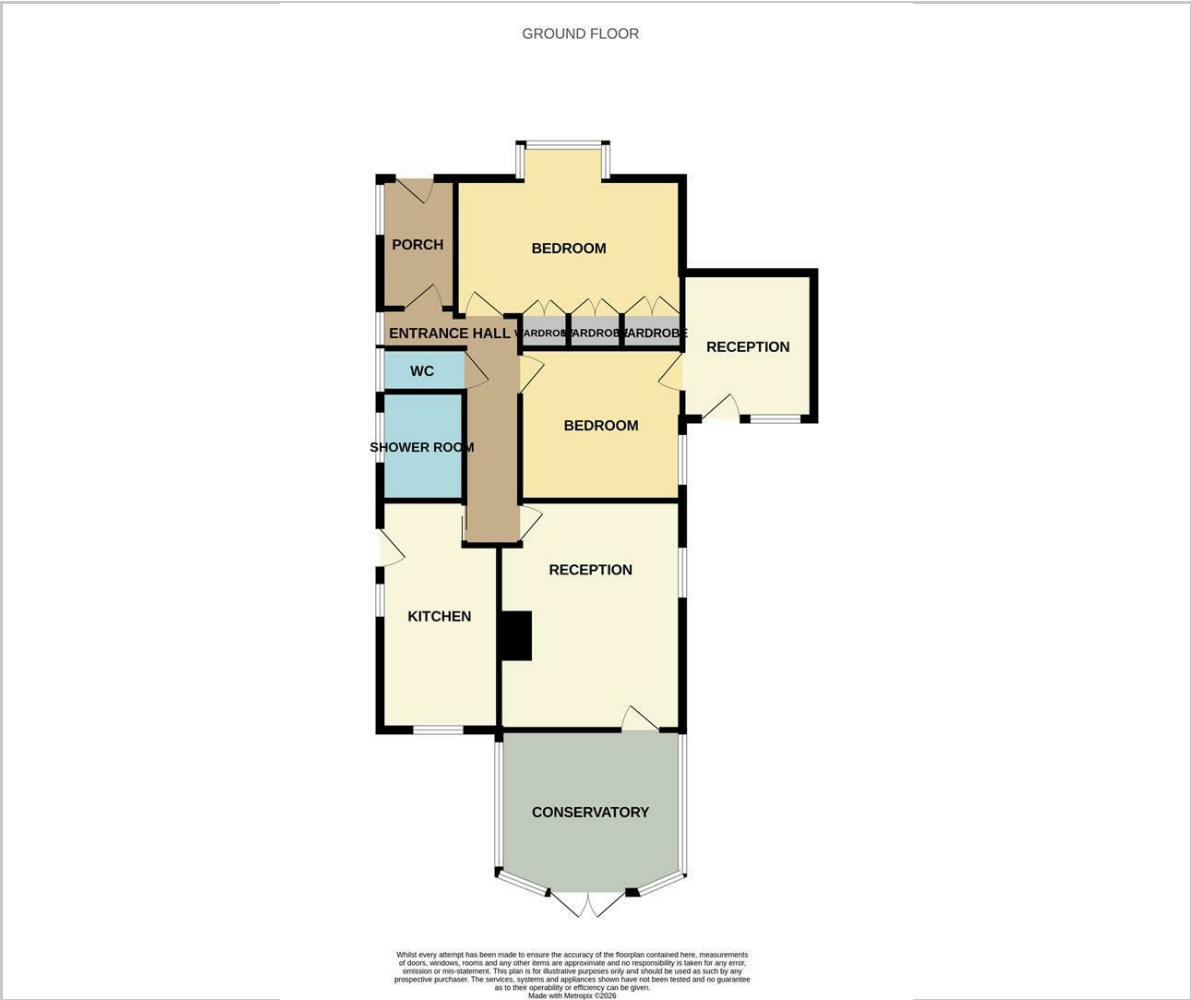 GROUND FLOOR
PORCH
BEDROOM
ENTRANCE HALL
WARDROBE
WARDROBE
WARDROBE
RECEPTION
WC
BEDROOM
SHOWER ROOM
RECEPTION
KITCHEN
CONSERVATORY
Whilst every attempt has been made to ensure the accuracy of the floorplan contained here, measurements
of doors, windows, rooms and any other items are approximate and no responsibility is taken for any error,
omission or mis-statement. This plan is for illustrative purposes only and should be used as such by any
prospective purchaser. The services, systems and appliances shown have not been tested and no guarantee
as to their operability or efficiency can be given.
Made with Metropix ©2026